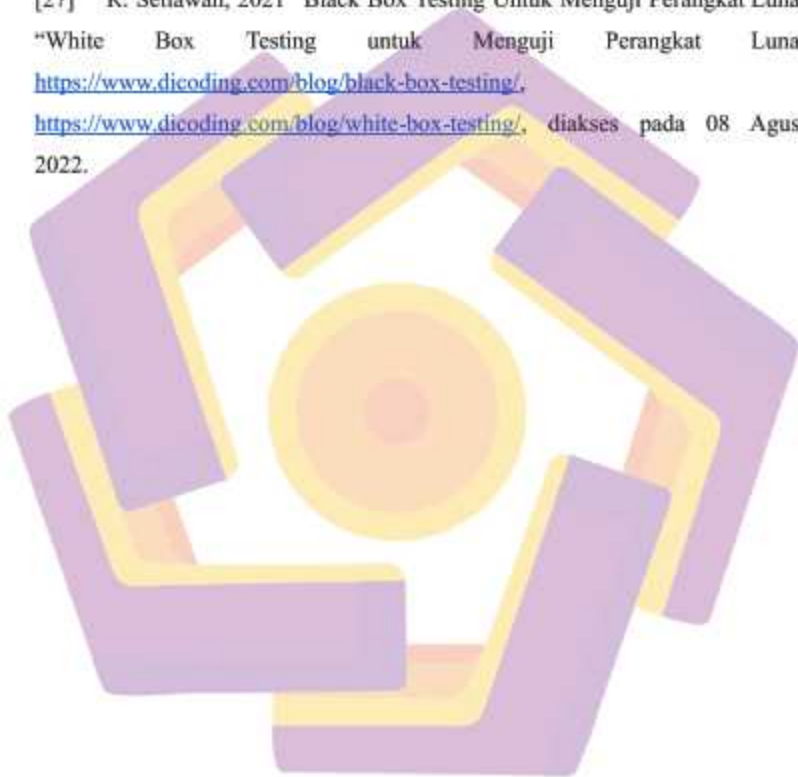 [27] R. Setiawan, 2021 "Black Box Testing Untuk Menguji Perangkat Luna
“White Box Testing untuk Menguji Perangkat Luna
https://www.dicoding.com/blog/black-box-testing/,
https://www.dicoding.com/blog/white-box-testing/, diakses pada 08 Agus
2022.